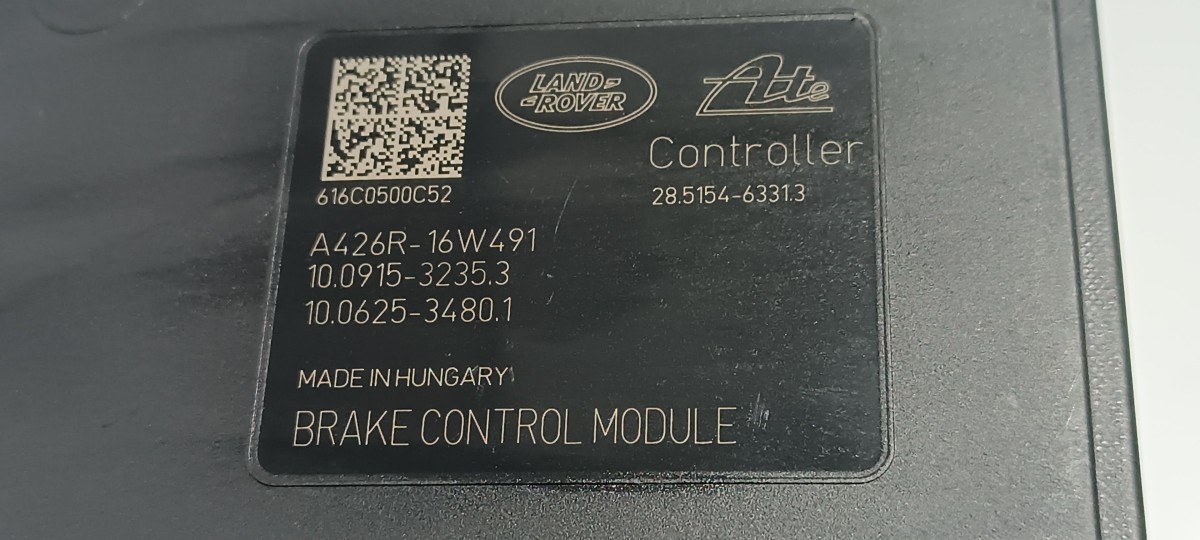 LAND
ROVER
Ate
Controller
616C0500C52
28.5154-6331.3
A426R-16W491
10.0915-3235.3
10.0625-3480.1
MADE IN HUNGARY
BRAKE CONTROL MODULE